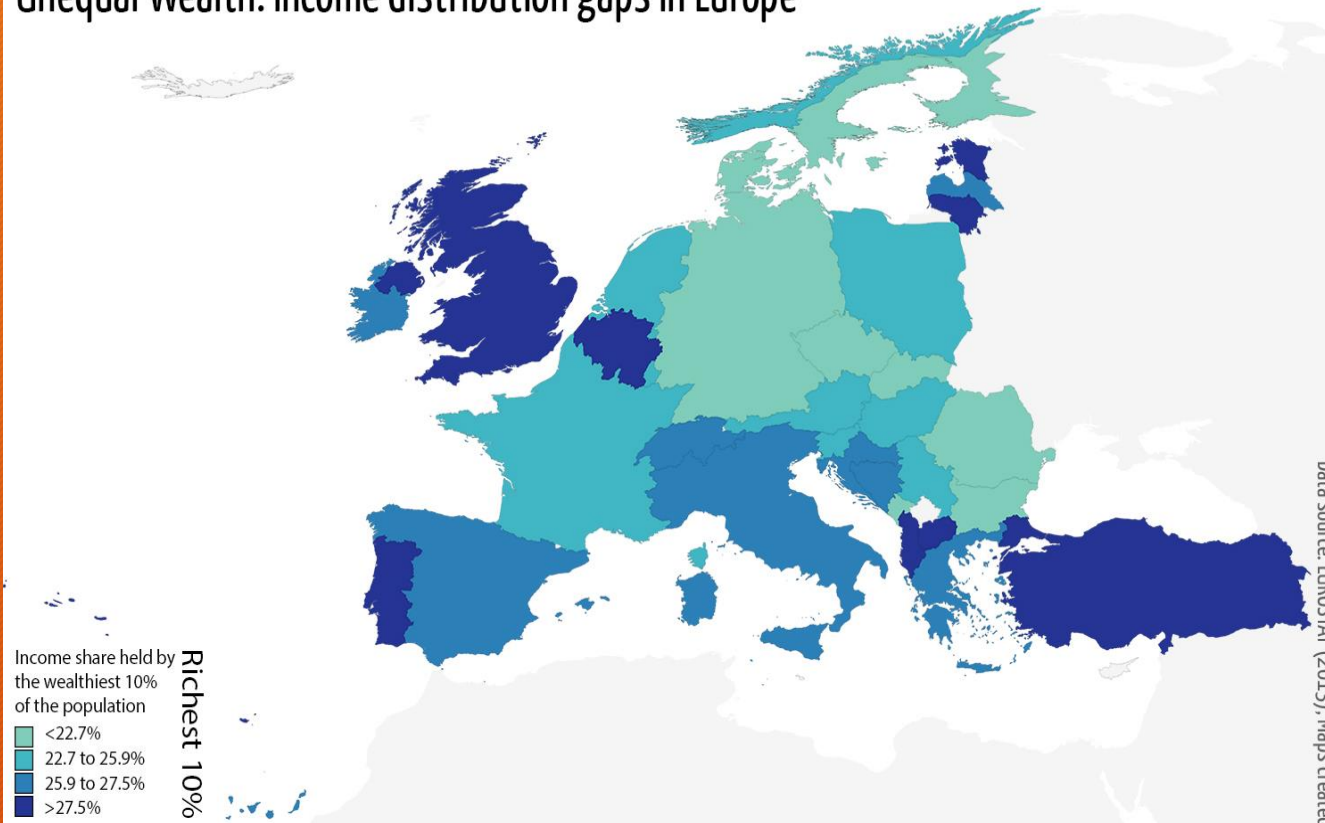 Unequal Wealth: income distribution gaps in Europe
Income share held by
the wealthiest 10%
of the population
Richest 10%
<22.7%
22.7 to 25.9%
25.9 to 27.5%
>27.5%
Data source: EUROSTAT (2015), Maps created